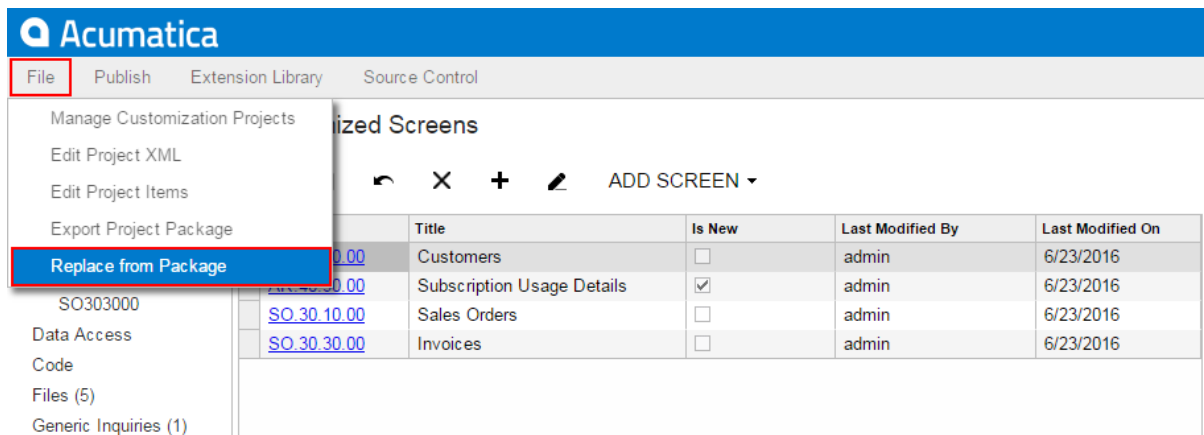 Acumatica
File Publish Extension Library Source Control
Manage Customization Projects
ized Screens
Edit Project XML
Edit Project Items
ADD SCREEN
Export Project Package
Title Is New Last Modified By Last Modified On
Replace from Package
0.00 Customers admin 6/23/2016
Subscription Usage Details admin 6/23/2016
SO303000
SO.30.10.00 Sales Orders admin 6/23/2016
Data Access
SO.30.30.00 Invoices admin 6/23/2016
Code
Files (5)
Generic Inquiries (1)